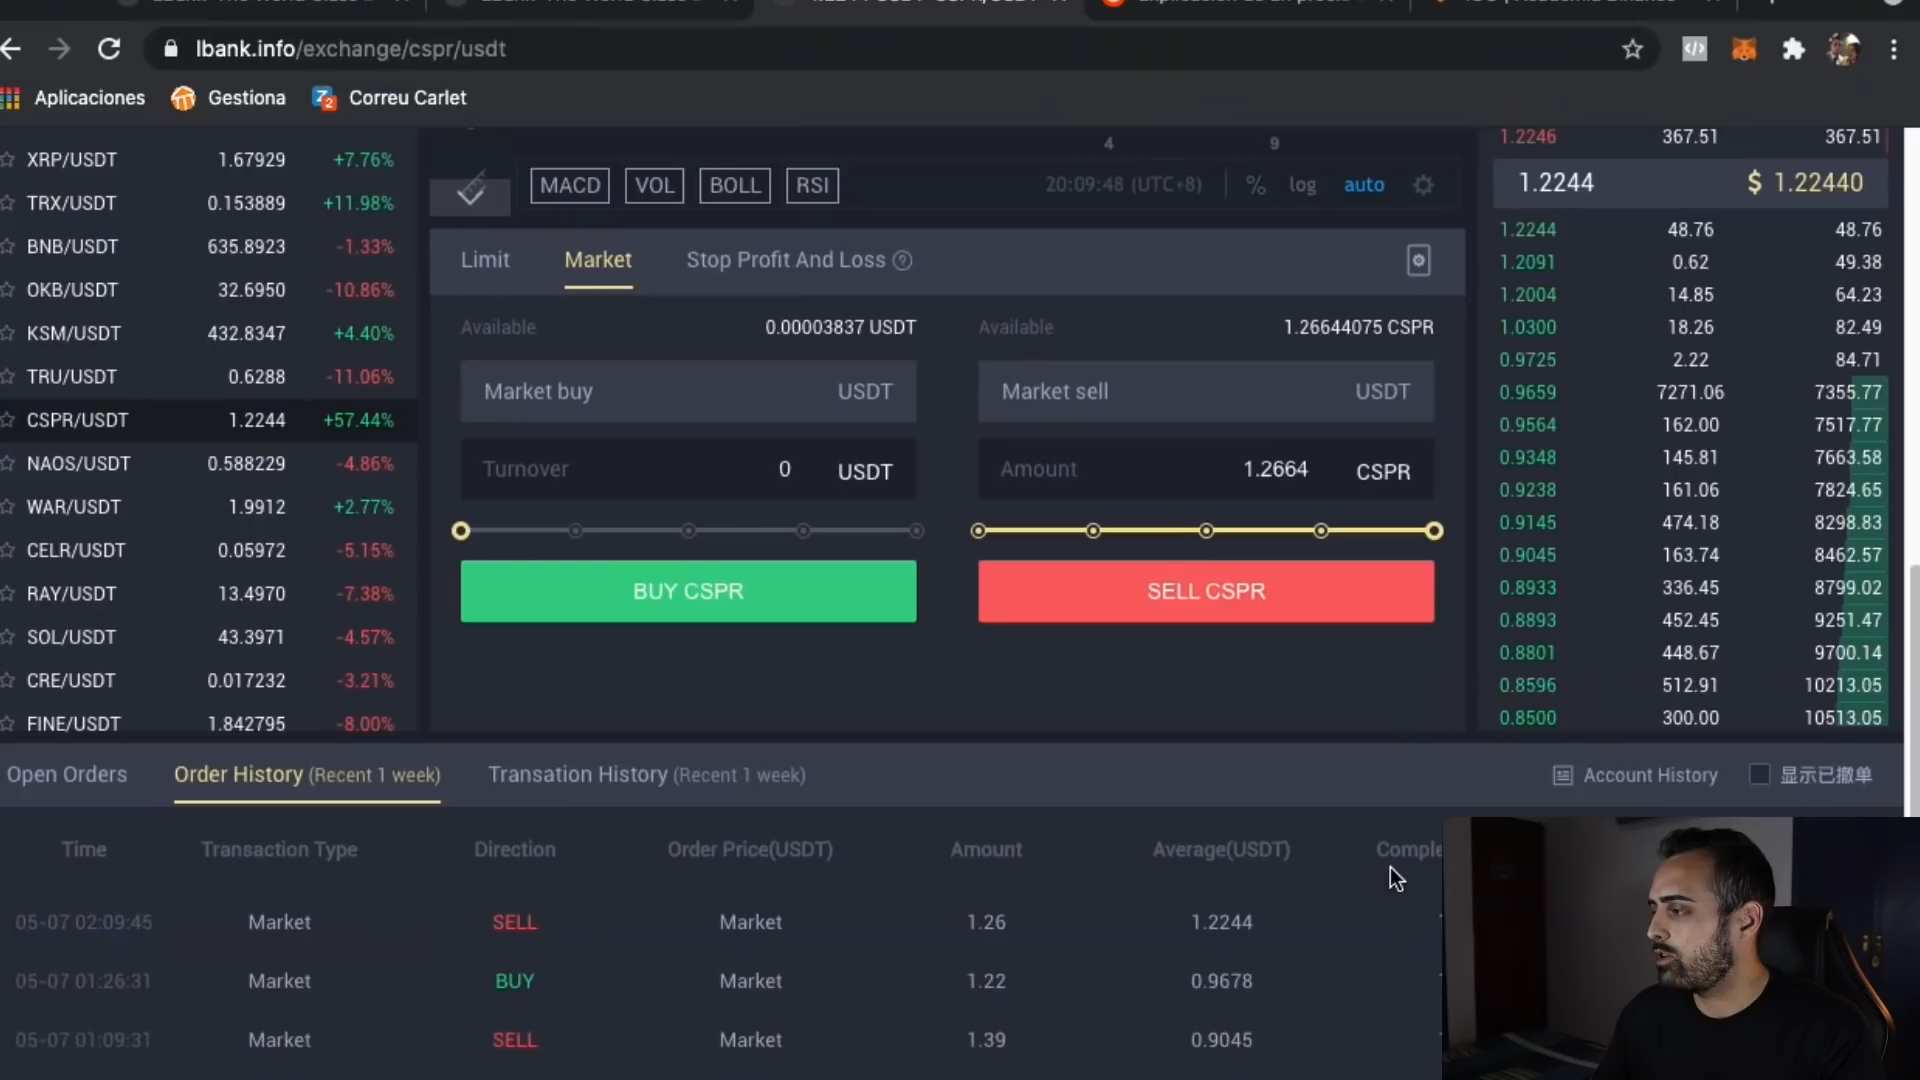 lbank.info/exchange/cspr/usdt
Aplicaciones
Gestiona
Correu Carlet
XRP/USDT 1.67929 +7.76%
TRX/USDT 0.153889 +11.98%
BNB/USDT 635.8923 -1.33%
OKB/USDT 32.6950 -10.86%
KSM/USDT 432.8347 +4.40%
TRU/USDT 0.6288 -11.06%
CSPR/USDT 1.2244 +57.44%
NAOS/USDT 0.588229 -4.86%
WAR/USDT 1.9912 +2.77%
CELR/USDT 0.05972 -5.15%
RAY/USDT 13.4970 -7.38%
SOL/USDT 43.3971 -4.57%
CRE/USDT 0.017232 -3.21%
FINE/USDT 1.842795 -8.00%
4 9
MACD VOL BOLL RSI 20:09:48 (UTC+8) % log auto
Limit Market Stop Profit And Loss ?
Available 0.00003837 USDT
Market buy USDT
Turnover 0 USDT
BUY CSPR
Available 1.26644075 CSPR
Market sell USDT
Amount 1.2664 CSPR
SELL CSPR
1.2246 367.51 367.51
1.2244 $ 1.22440
1.2244 48.76 48.76
1.2091 0.62 49.38
1.2004 14.85 64.23
1.0300 18.26 82.49
0.9725 2.22 84.71
0.9659 7271.06 7355.77
0.9564 162.00 7517.77
0.9348 145.81 7663.58
0.9238 161.06 7824.65
0.9145 474.18 8298.83
0.9045 163.74 8462.57
0.8933 336.45 8799.02
0.8893 452.45 9251.47
0.8801 448.67 9700.14
0.8596 512.91 10213.05
0.8500 300.00 10513.05
Open Orders Order History (Recent 1 week) Transation History (Recent 1 week) Account History 显示已撤单
Time Transaction Type Direction Order Price(USDT) Amount Average(USDT) Comple
05-07 02:09:45 Market SELL Market 1.26 1.2244
05-07 01:26:31 Market BUY Market 1.22 0.9678
05-07 01:09:31 Market SELL Market 1.39 0.9045